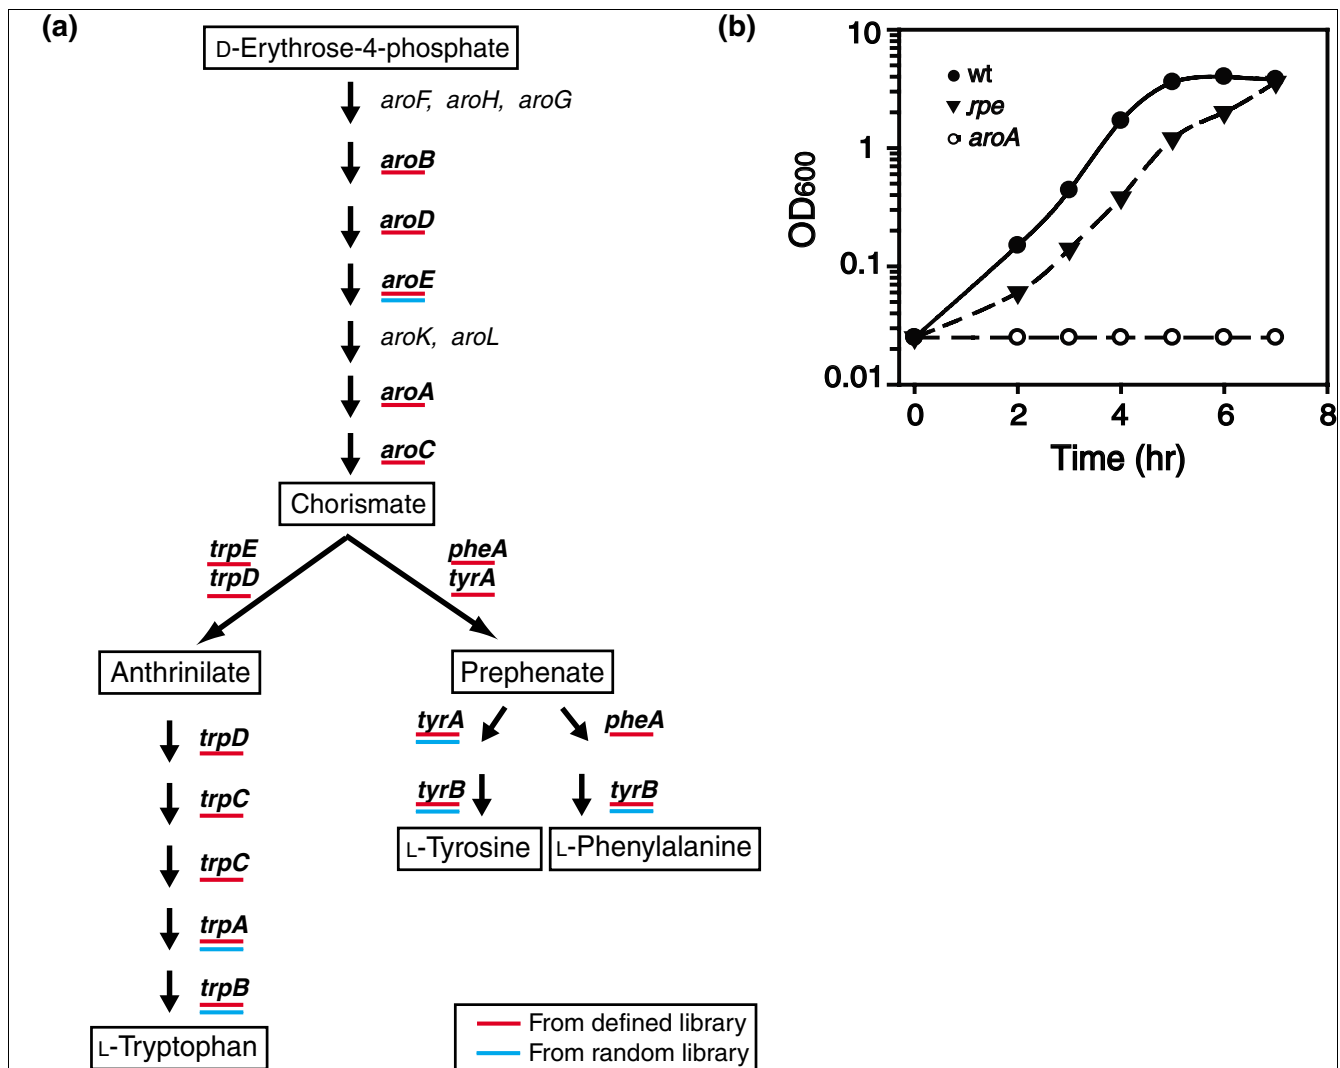 (a)
D-Erythrose-4-phosphate
aroF, aroH, aroG
aroB
aroD
aroE
aroK, aroL
aroA
aroC
Chorismate
trpE
trpD
pheA
tyrA
Anthrinilate
Prephenate
trpD
trpC
trpC
trpA
trpB
L-Tryptophan
tyrA
pheA
tyrB
tyrB
L-Tyrosine
L-Phenylalanine
From defined library
From random library
(b)
10
1
0.1
0.01
OD600
wt
rpe
aroA
0 2 4 6 8
Time (hr)